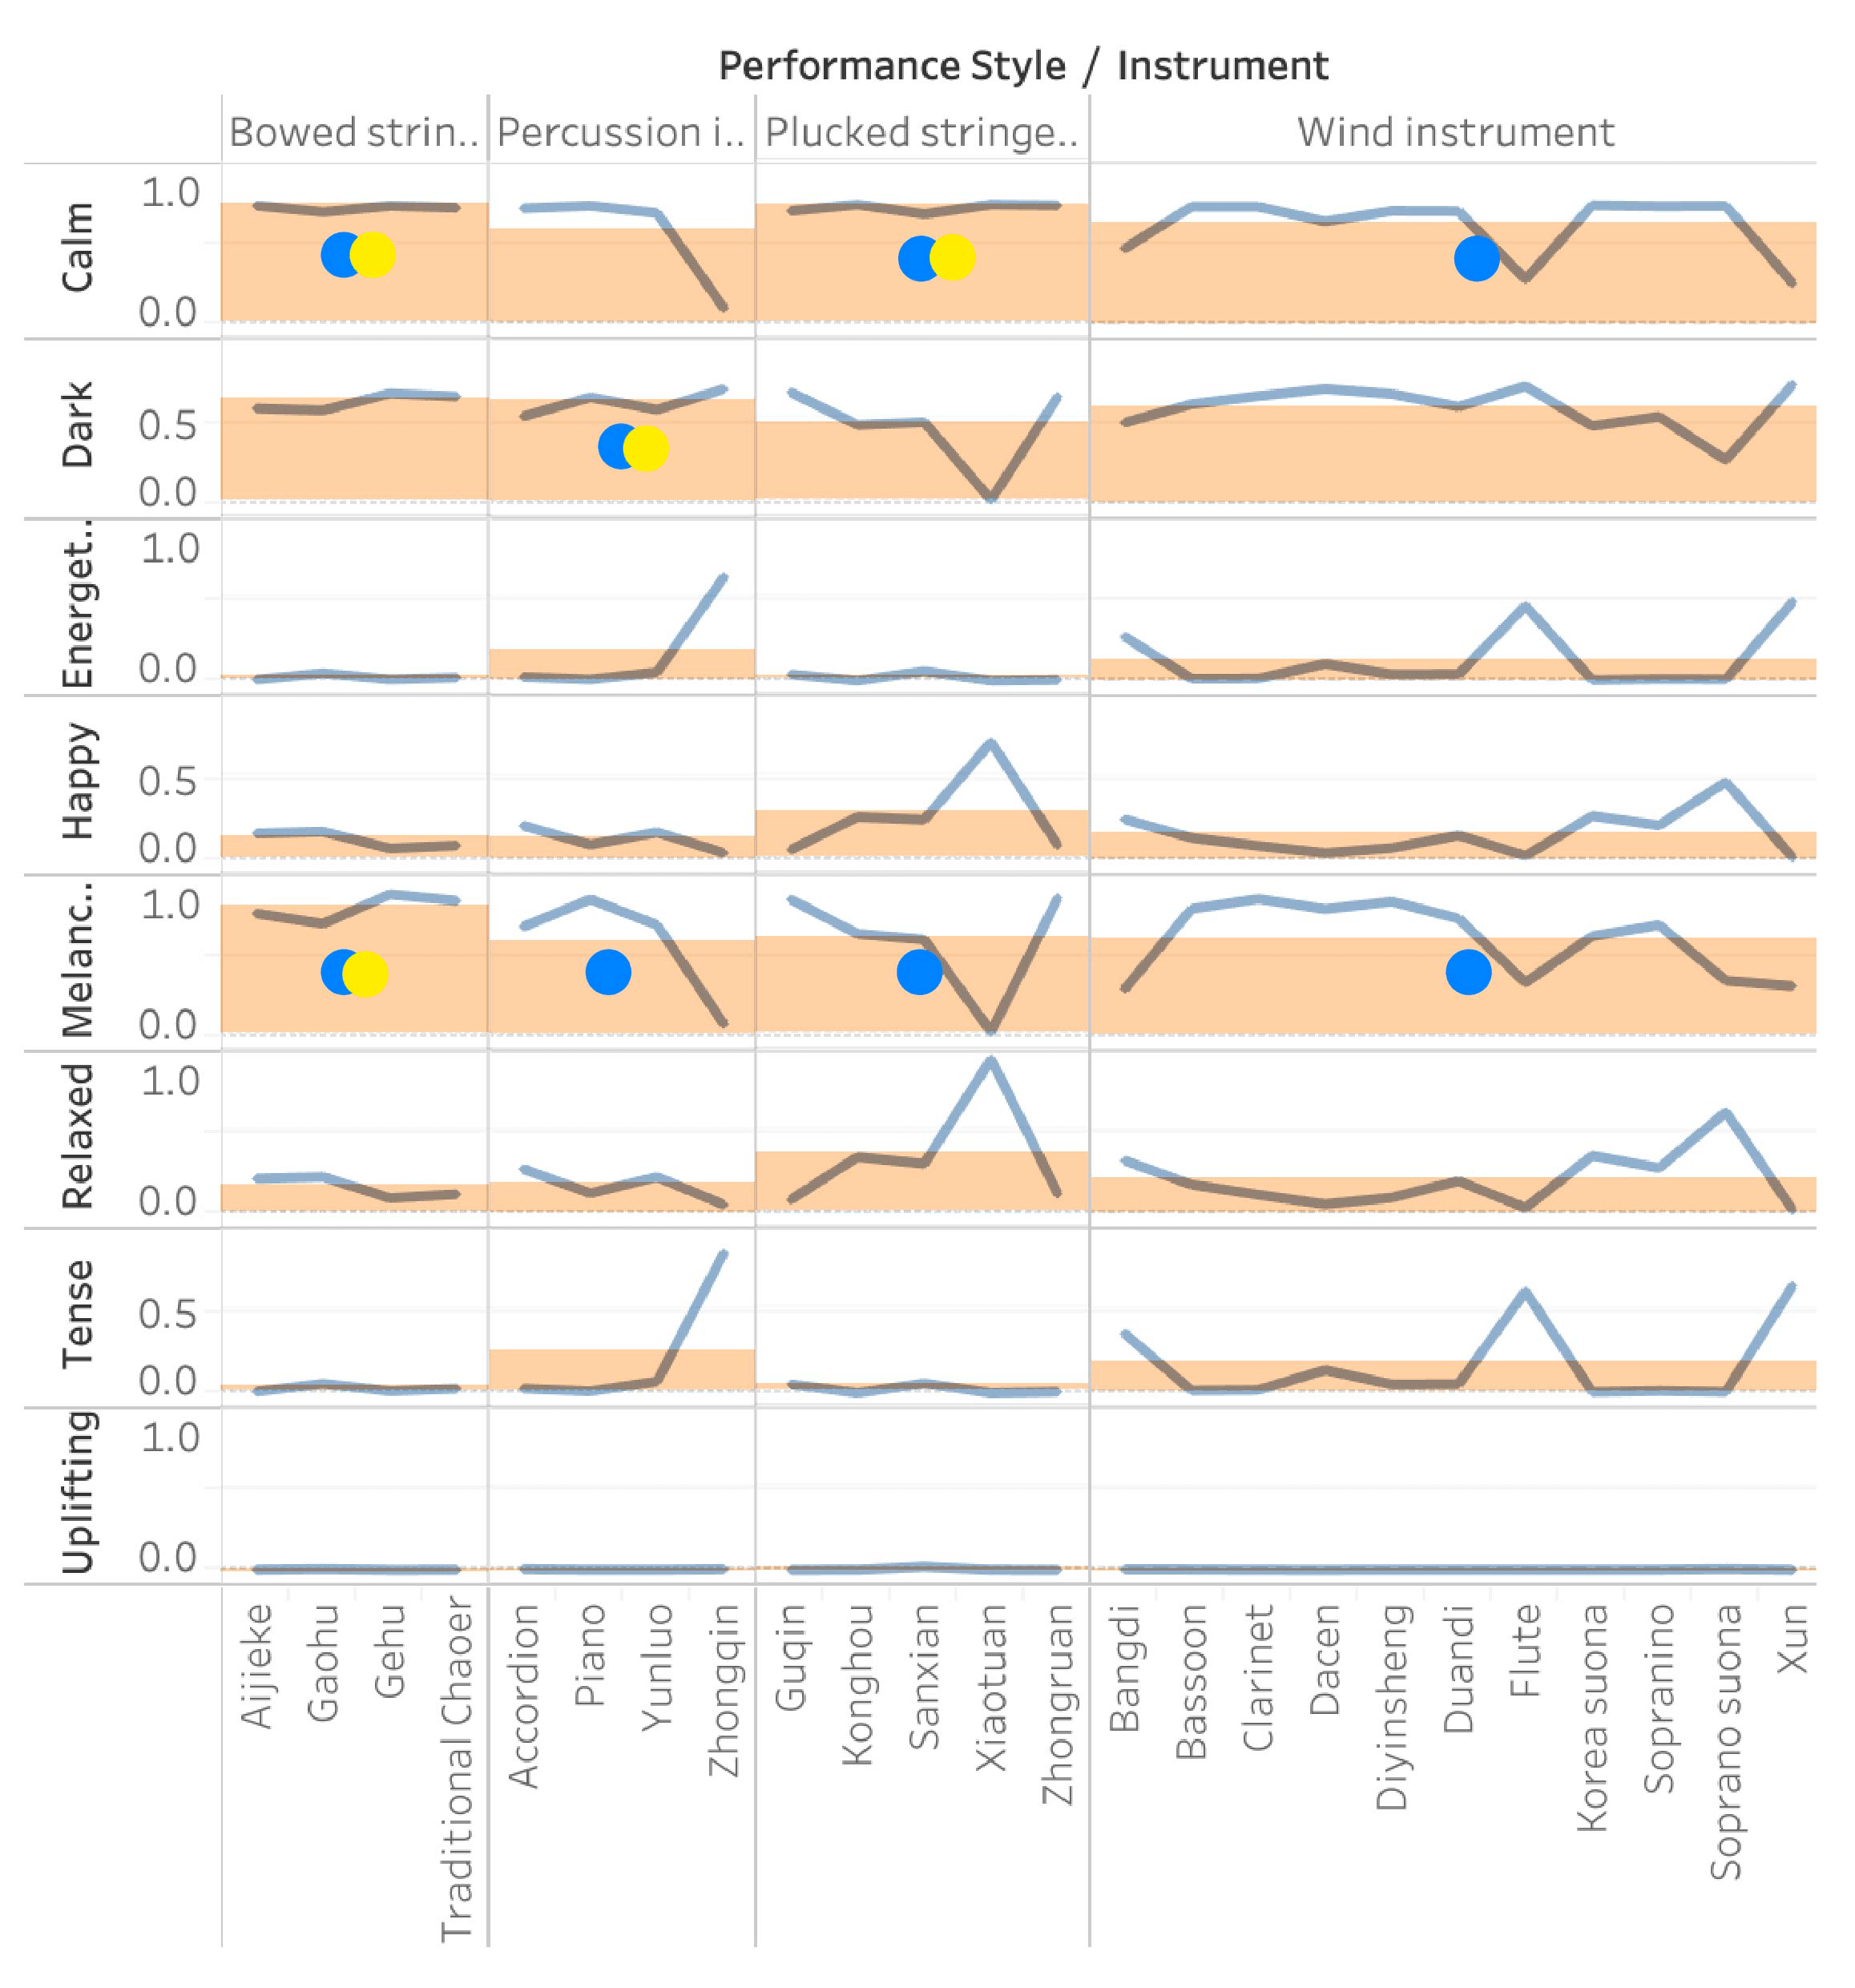 Performance Style / Instrument
Bowed strin.. Percussion i.. Plucked stringe.. Wind instrument
Calm
1.0
0.0
Dark
0.5
0.0
Energet..
1.0
0.0
Happy
0.5
0.0
Melanc..
1.0
0.0
Relaxed
1.0
0.0
Tense
0.5
0.0
Uplifting
1.0
0.0
Aijieke
Gaohu
Gehu
Traditional Chaoer
Accordion
Piano
Yunluo
Zhongqin
Guqin
Konghou
Sanxian
Xiaotuan
Zhongruan
Bangdi
Bassoon
Clarinet
Dacen
Diyinsheng
Duandi
Flute
Korea suona
Sopranino
Soprano suona
Xun